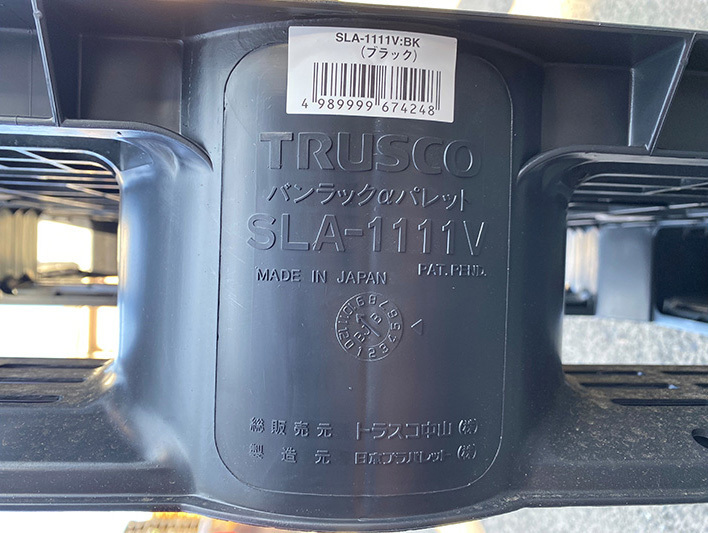 SLA-1111V:BK
(ブラック)
4 989999 674248
TRUSCO
バンラックαパレット
SLA-1111V
MADE IN JAPAN PAT. PEND.
総販売元 トラスコ中山(株)
製造元 日本プラパレット(株)